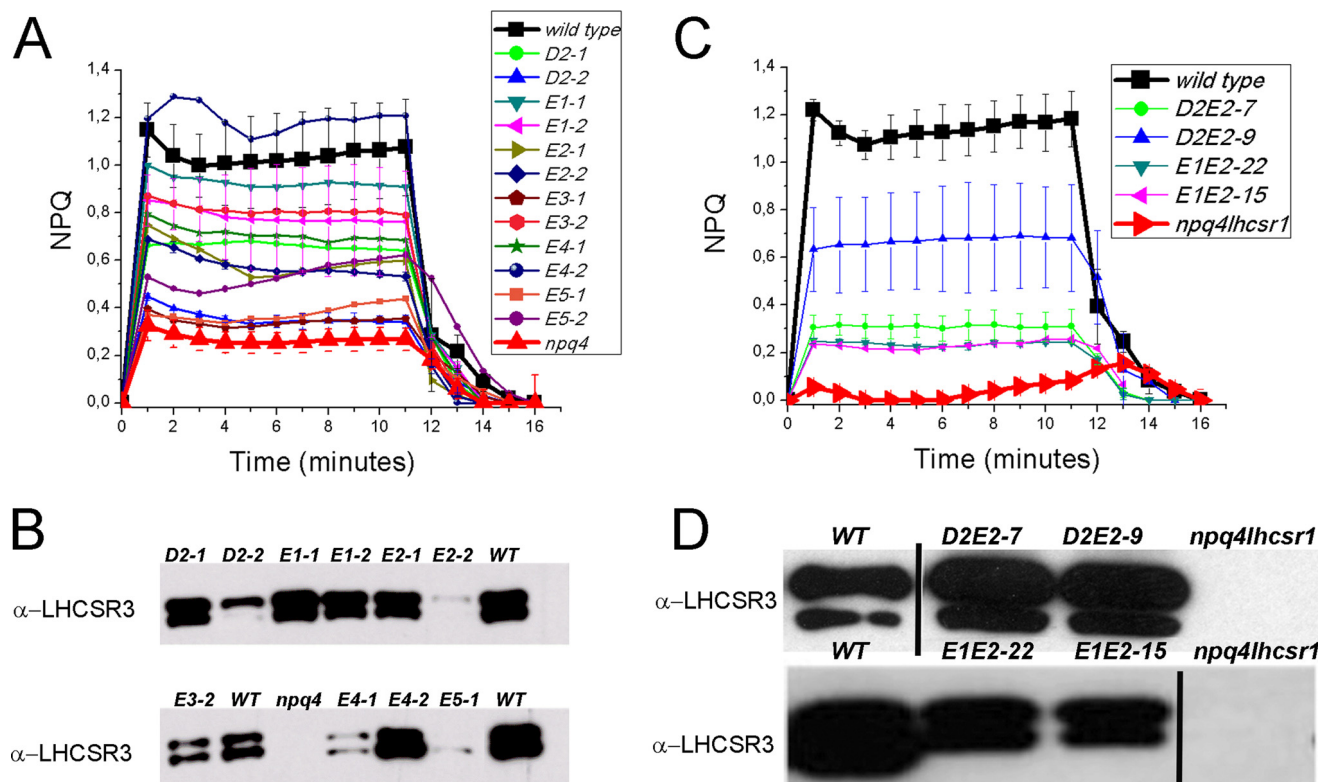 A
NPQ
1,4
1,2
1,0
0,8
0,6
0,4
0,2
0,0
0 2 4 6 8 10 12 14 16
Time (minutes)
wild type
D2-1
D2-2
E1-1
E1-2
E2-1
E2-2
E3-1
E3-2
E4-1
E4-2
E5-1
E5-2
npq4
C
NPQ
1,4
1,2
1,0
0,8
0,6
0,4
0,2
0,0
0 2 4 6 8 10 12 14 16
Time (minutes)
wild type
D2E2-7
D2E2-9
E1E2-22
E1E2-15
npq4lhcsr1
B
D2-1 D2-2 E1-1 E1-2 E2-1 E2-2 WT
α–LHCSR3
E3-2 WT npq4 E4-1 E4-2 E5-1 WT
α–LHCSR3
D
WT D2E2-7 D2E2-9 npq4lhcsr1
α–LHCSR3
WT E1E2-22 E1E2-15 npq4lhcsr1
α–LHCSR3